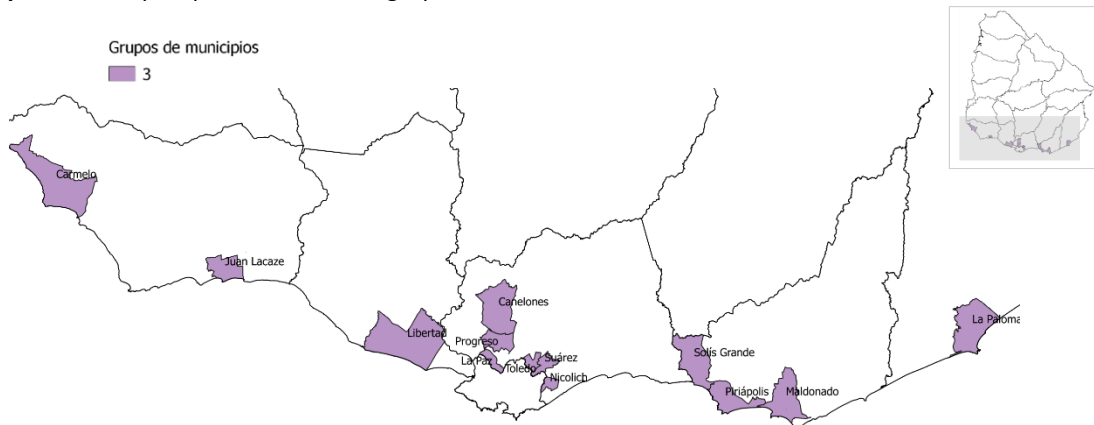 Grupos de municipios
3
Carmelo
Juan Lacaze
Canelones
Libertad
Progreso
La Paz
Toledo
Suárez
Nicolich
Solís Grande
Piriápolis
Maldonado
La Paloma